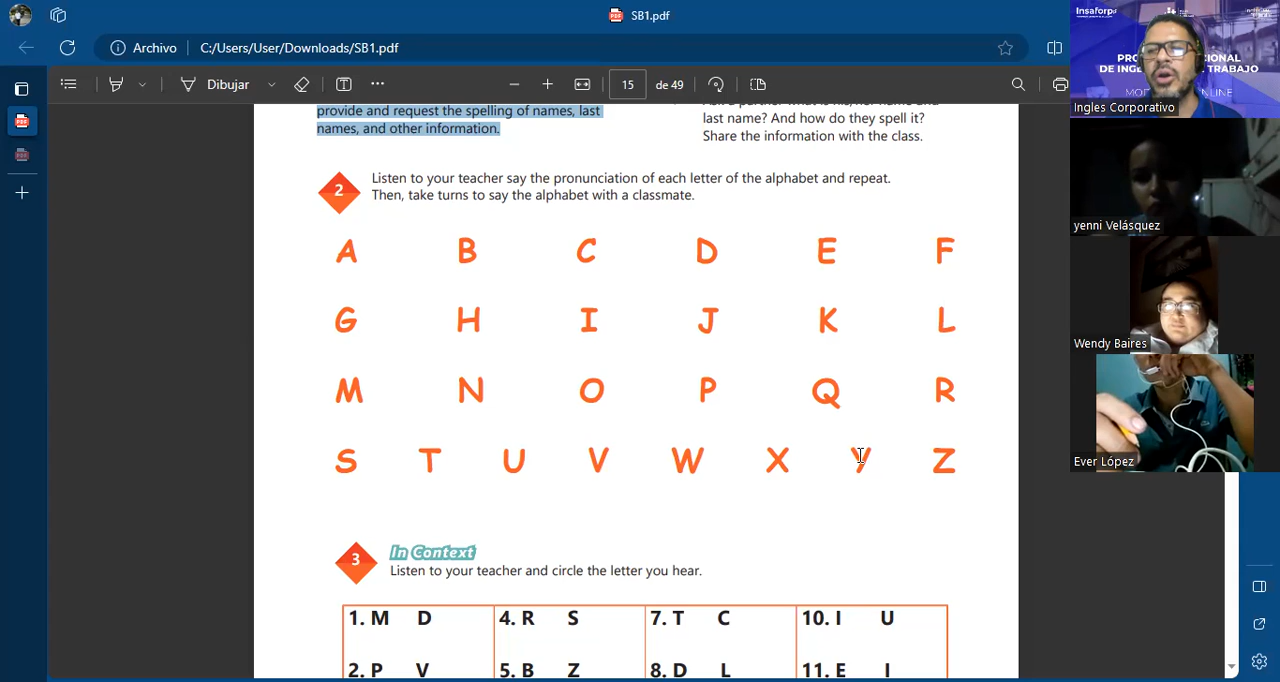 SB1.pdf
Archivo
C:/Users/User/Downloads/SB1.pdf
Dibujar
15
de 49
provide and request the spelling of names, last
names, and other information.
last name? And how do they spell it?
Share the information with the class.
2
Listen to your teacher say the pronunciation of each letter of the alphabet and repeat.
Then, take turns to say the alphabet with a classmate.
A B C D E F
G H I J K L
M N O P Q R
S T U V W X Y Z
3
In Context
Listen to your teacher and circle the letter you hear.
1. M D 4. R S 7. T C 10. I U
2. P V 5. B Z 8. D L 11. E I
Insaforp
Ingles Corporativo
yenni Velásquez
Wendy Baires
Ever López